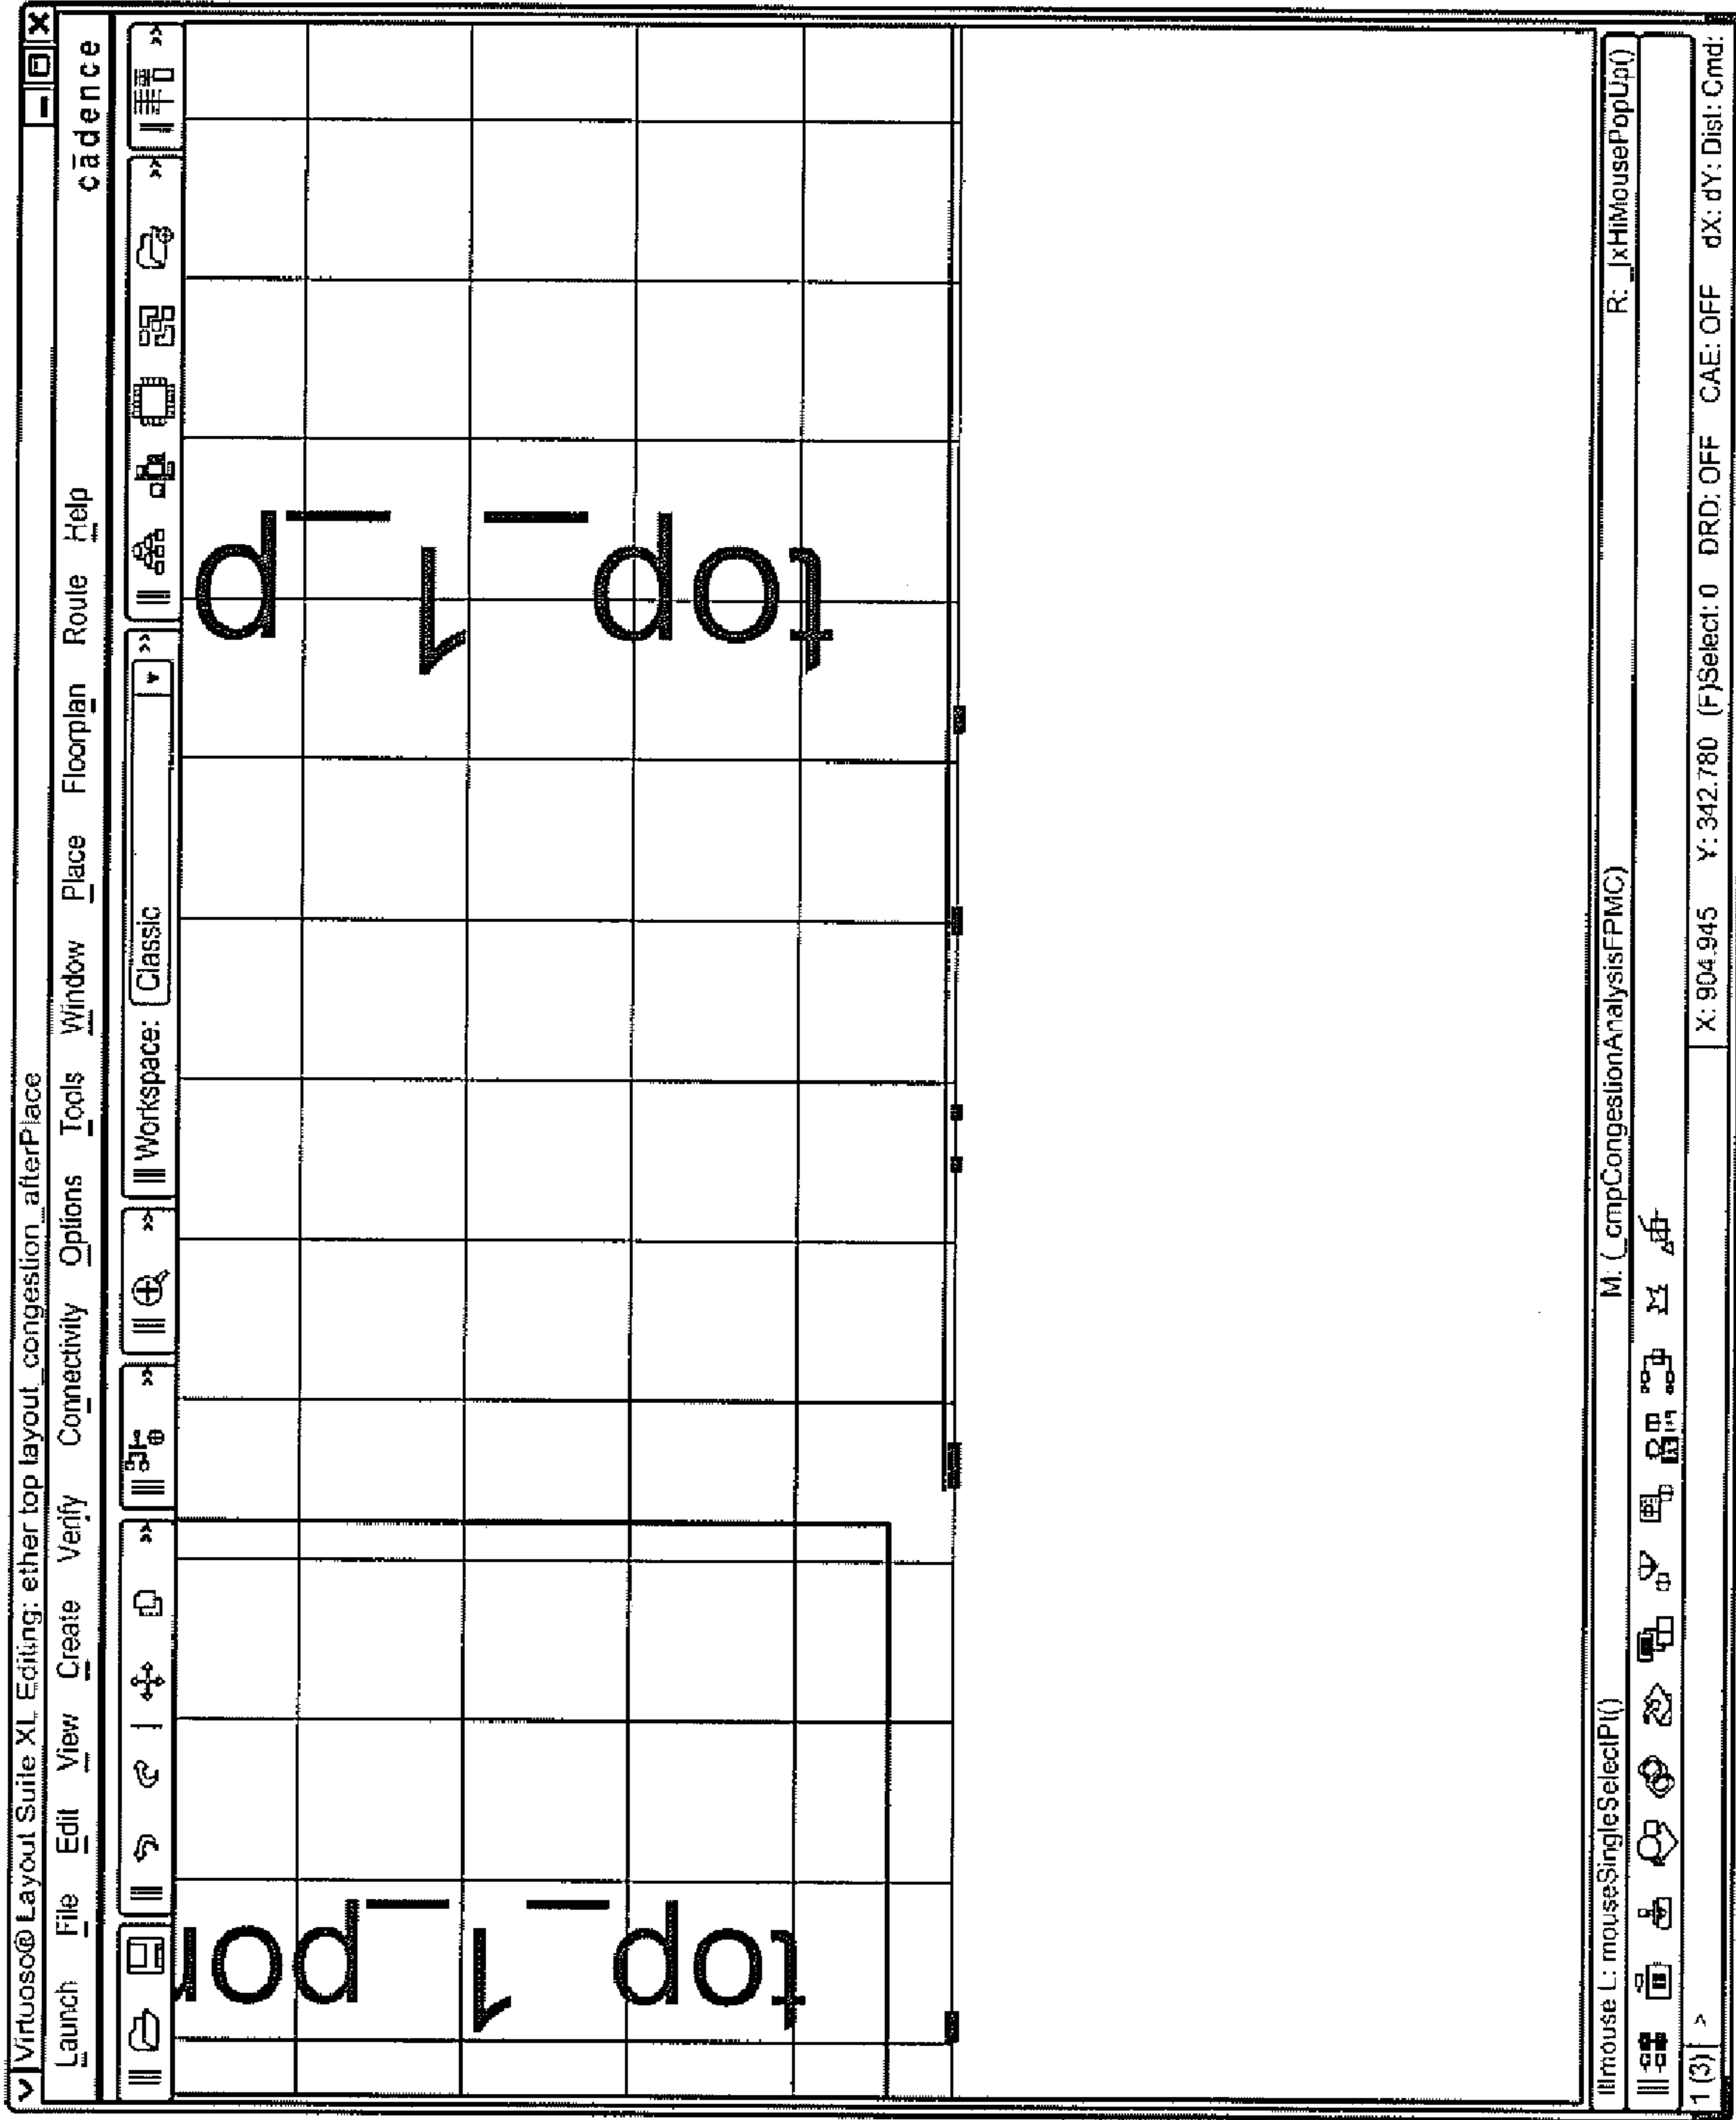 Virtuoso® Layout Suite XL Editing: ether top layout_congestion_afterPlace
Launch File Edit View Create Verify Connectivity Options Tools Window Place Floorplan Route Help cādence
Workspace: Classic
top_1_por
top_1_p
mouse L: mouseSingleSelectPt() M: (_cmpCongestionAnalysisFPMC) R: _lxHiMousePopUp()
X: 904.945 Y: 342.780 (F)Select: 0 DRD: OFF CAE: OFF dX: dY: Dist: Cmd:
1(3) >